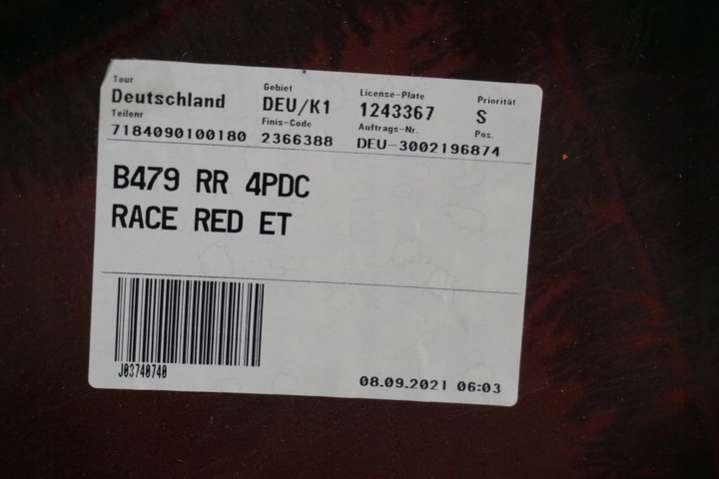 Tour Gebiet License-Plate Priorität
Deutschland DEU/K1 1243367 S
Teilenr Finis-Code Auftrags-Nr. Pos.
7184090100180 2366388 DEU-3002196874
B479 RR 4PDC
RACE RED ET
J03740740
08.09.2021 06:03